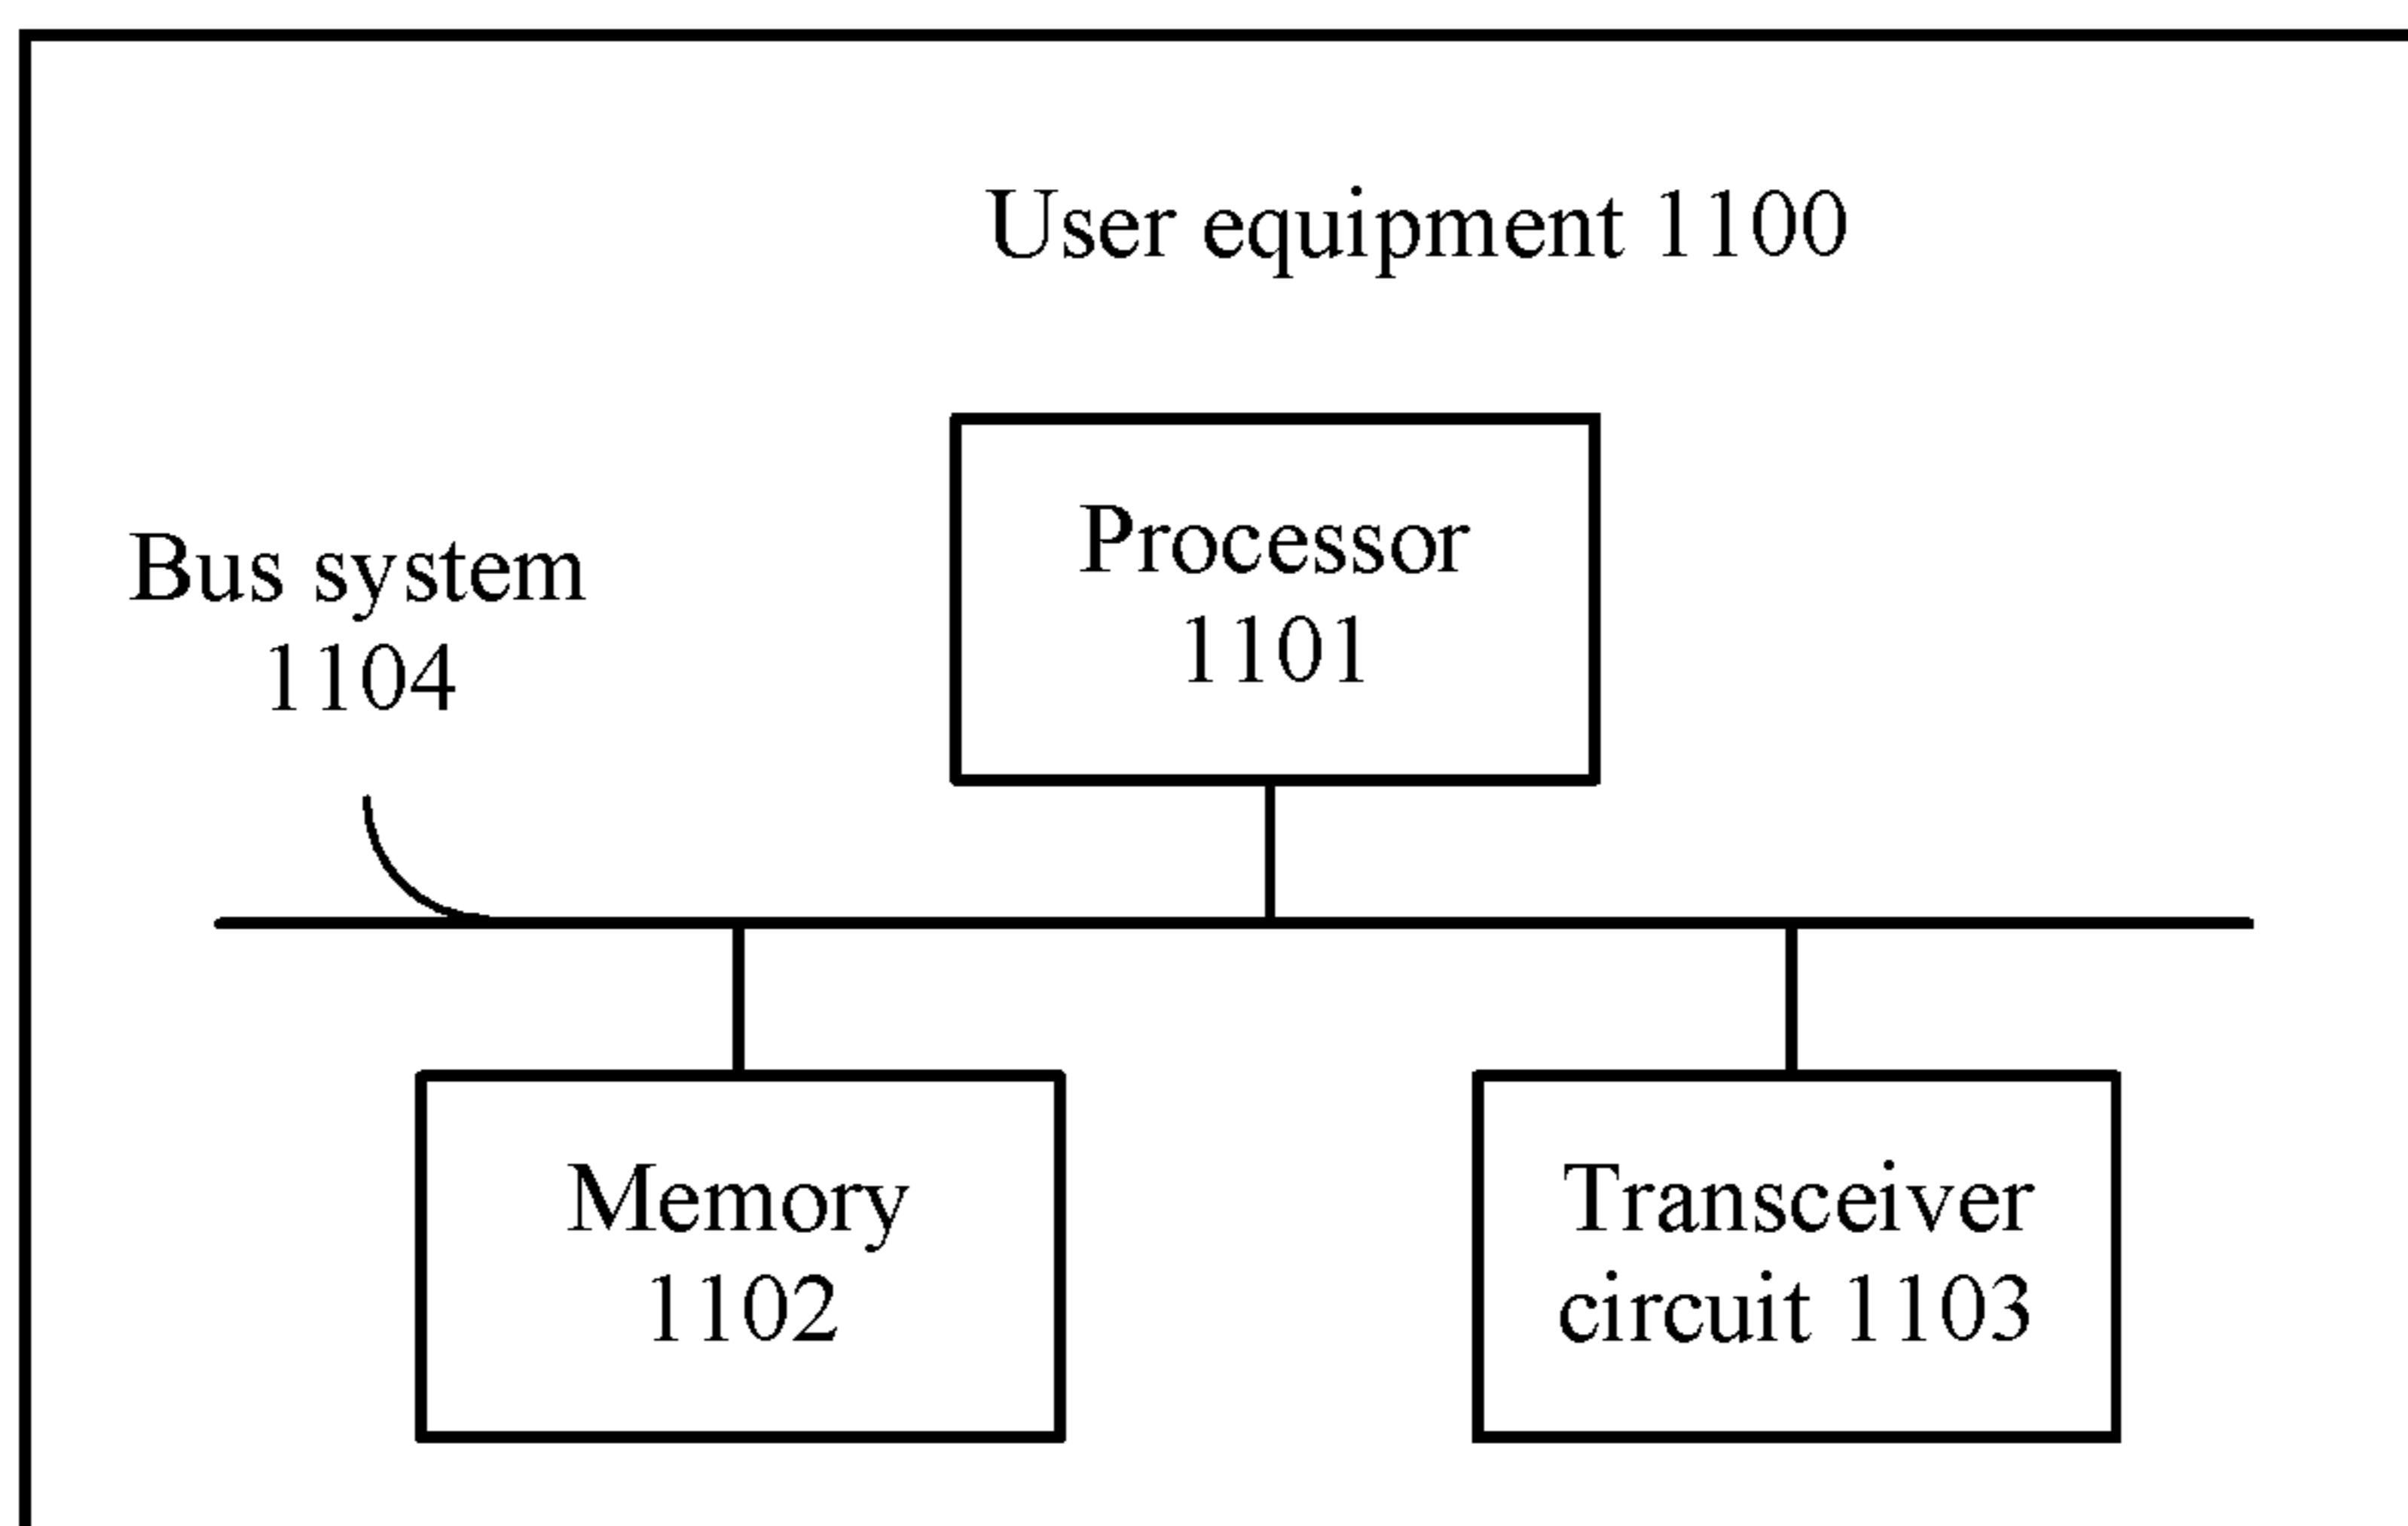 User equipment 1100
Processor
1101
Bus system
1104
Memory
1102
Transceiver
circuit 1103